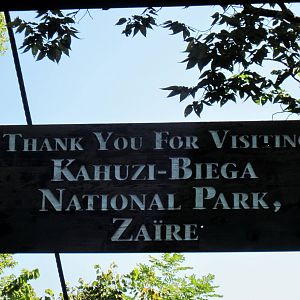 THANK YOU FOR VISITING
KAHUZI-BIEGA
NATIONAL PARK,
ZAÏRE